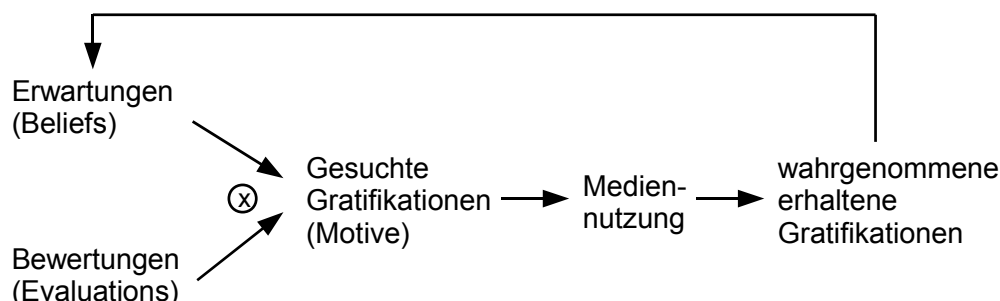 Erwartungen
(Beliefs)
x
Gesuchte
Gratifikationen
(Motive)
Medien-
nutzung
wahrgenommene
erhaltene
Gratifikationen
Bewertungen
(Evaluations)